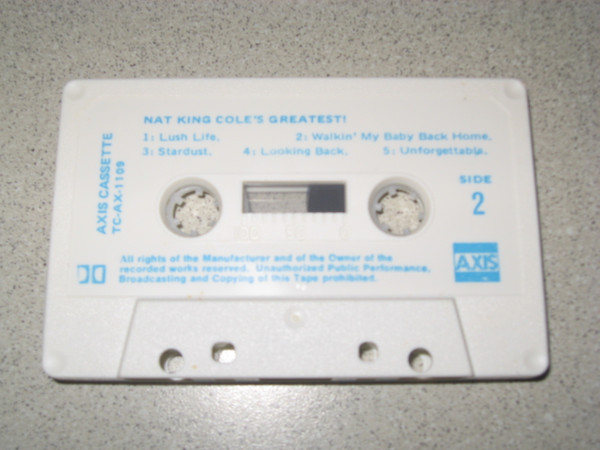 NAT KING COLE'S GREATEST!
1: Lush Life. 2: Walkin' My Baby Back Home.
3: Stardust. 4: Looking Back. 5: Unforgettable.
AXIS CASSETTE
TC-AX-1109
SIDE
2
All rights of the Manufacturer and of the Owner of the
recorded works reserved. Unauthorized Public Performance,
Broadcasting and Copying of this Tape prohibited.
AXIS